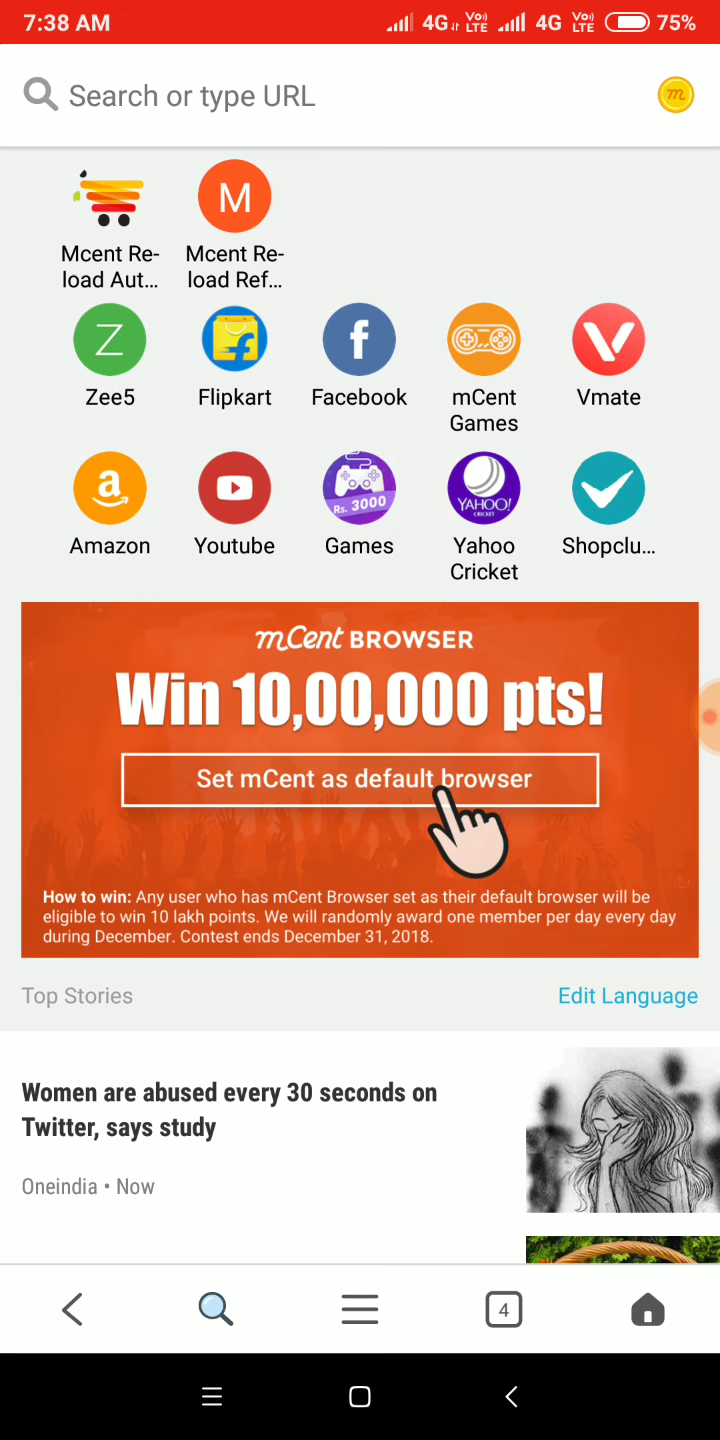 7:38 AM 4G Vo) LTE 4G Vo) LTE 75%
Search or type URL
m
M
Mcent Re- Mcent Re-
load Aut... load Ref...
Z f
Zee5 Flipkart Facebook mCent Vmate
Games
a Rs. 3000 YAHOO!
CRICKET
Amazon Youtube Games Yahoo Shopclu...
Cricket
mCent BROWSER
Win 10,00,000 pts!
Set mCent as default browser
How to win: Any user who has mCent Browser set as their default browser will be
eligible to win 10 lakh points. We will randomly award one member per day every day
during December. Contest ends December 31, 2018.
Top Stories Edit Language
Women are abused every 30 seconds on
Twitter, says study
Oneindia • Now
4